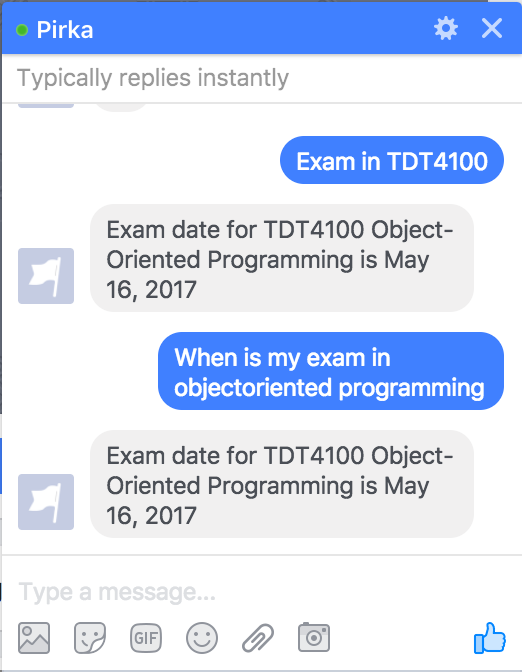 Pirka
Typically replies instantly
Exam in TDT4100
Exam date for TDT4100 Object-
Oriented Programming is May
16, 2017
When is my exam in
objectoriented programming
Exam date for TDT4100 Object-
Oriented Programming is May
16, 2017
Type a message...
GIF